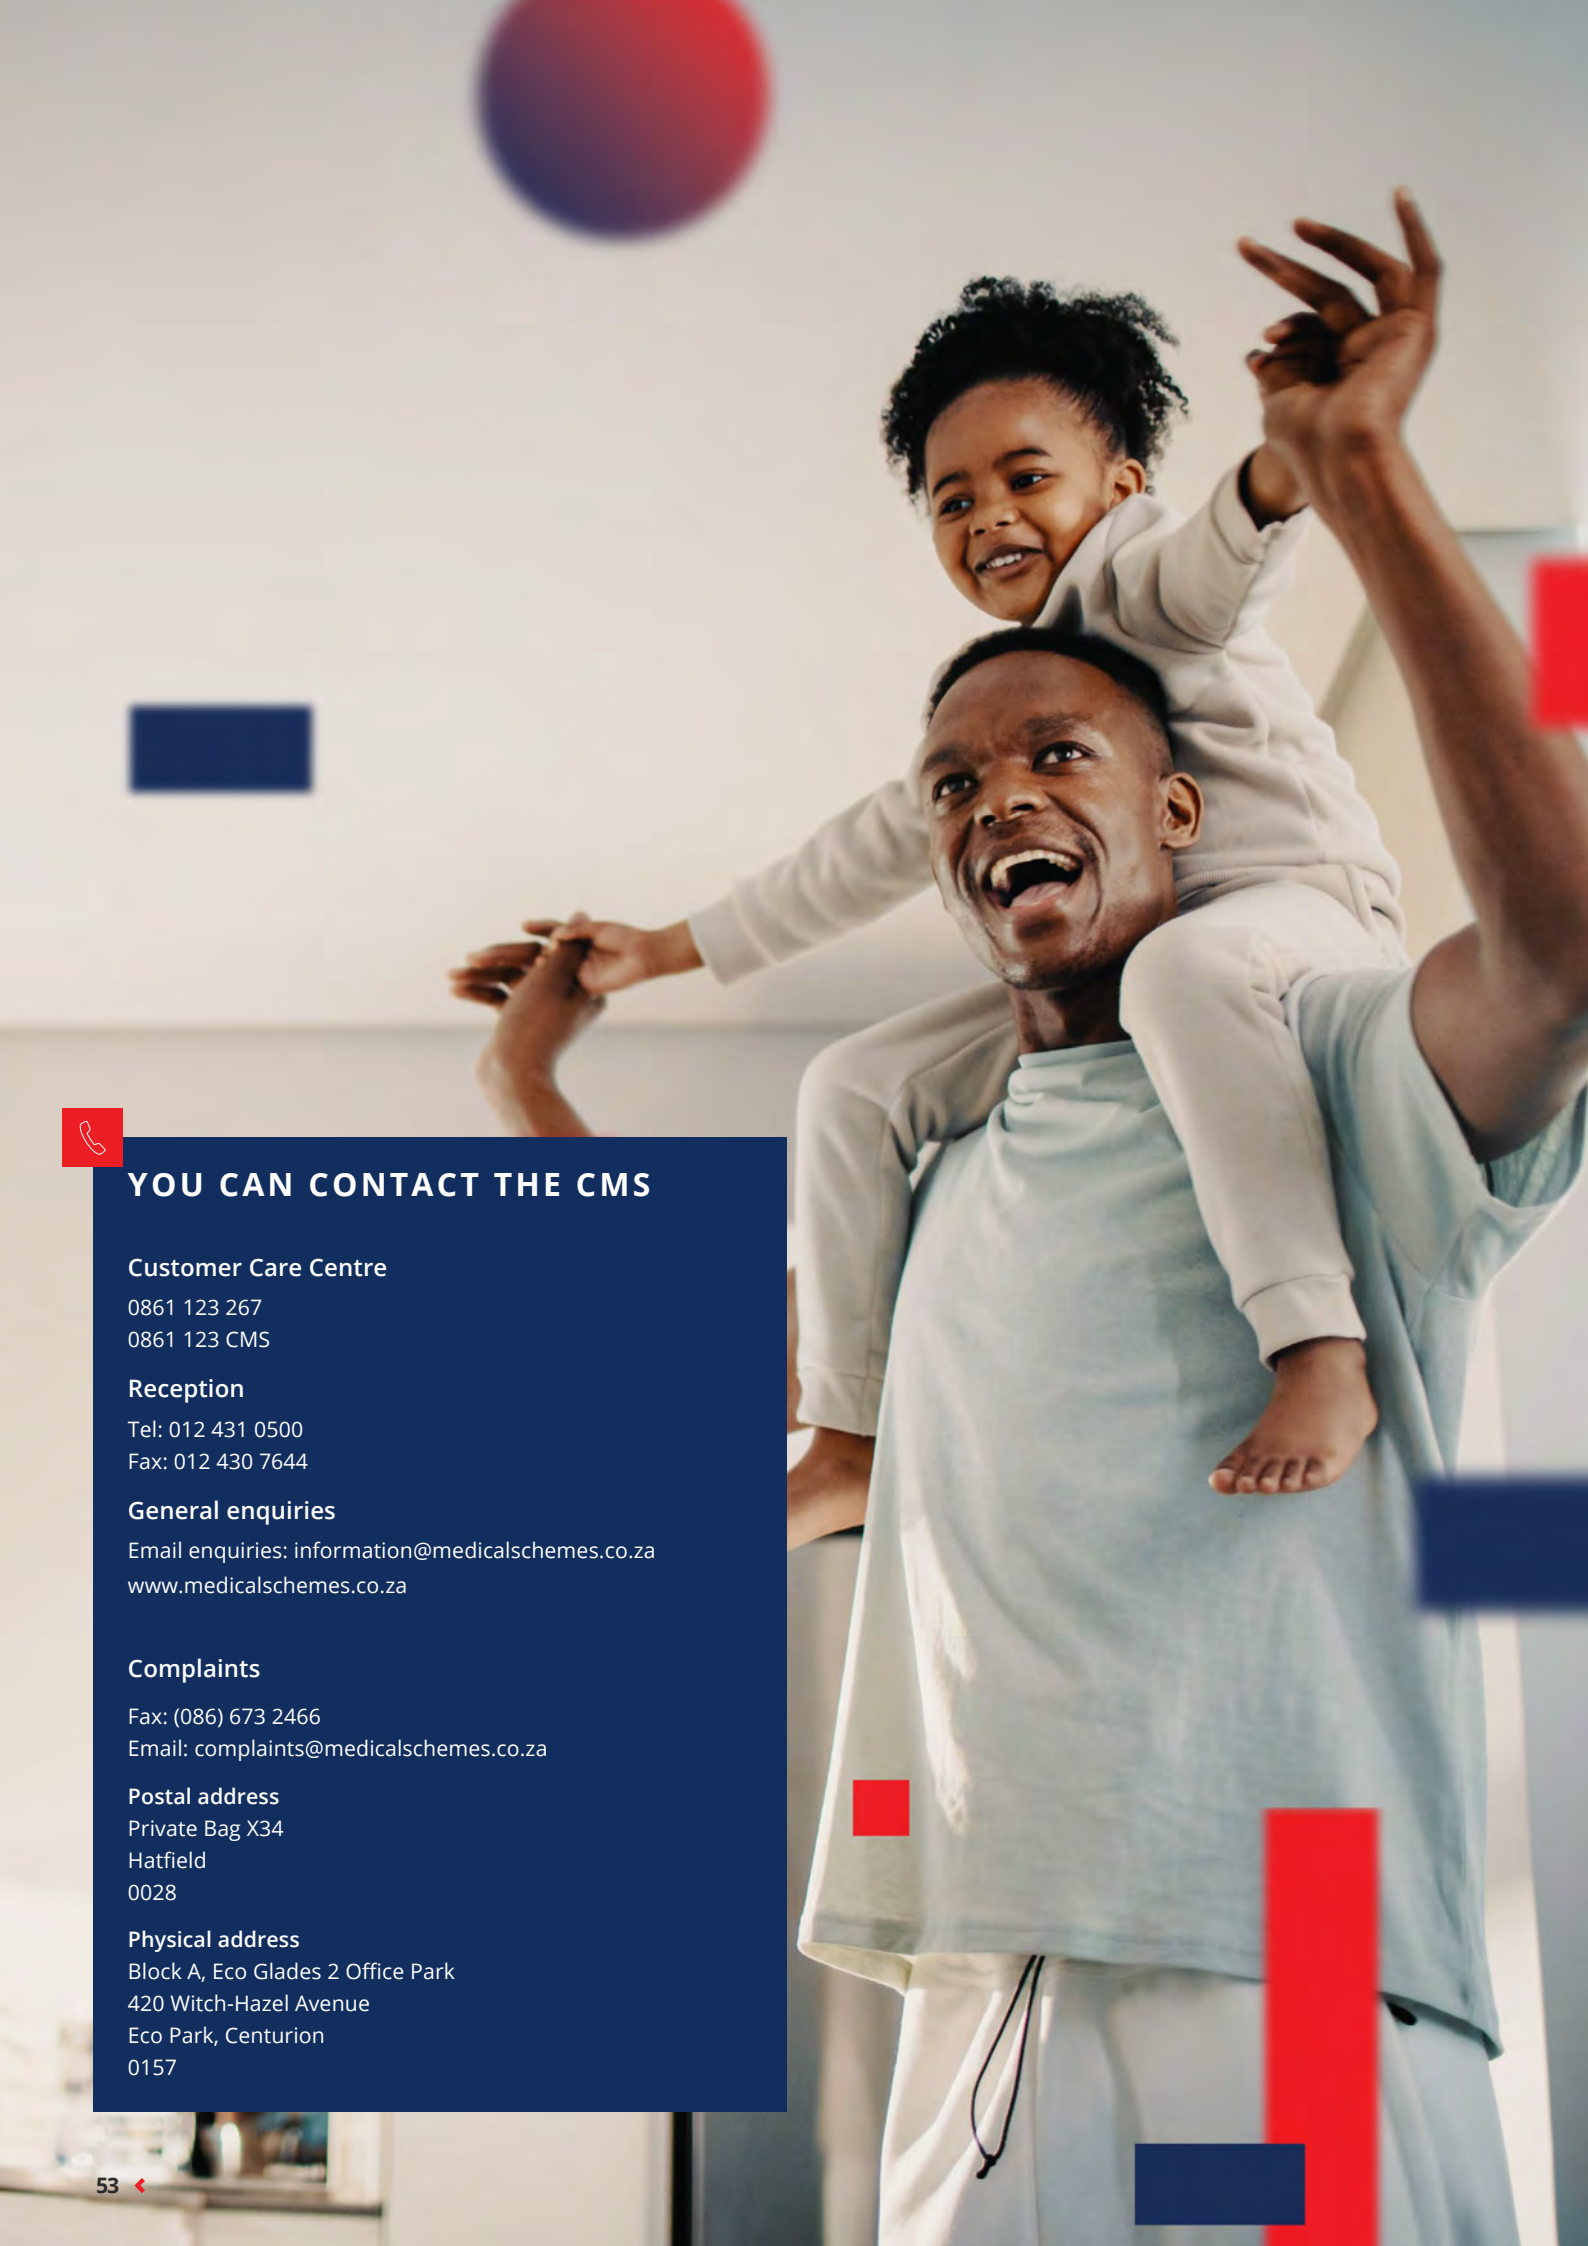 YOU CAN CONTACT THE CMS
Customer Care Centre
0861 123 267
0861 123 CMS
Reception
Tel: 012 431 0500
Fax: 012 430 7644
General enquiries
Email enquiries: information@medicalschemes.co.za
www.medicalschemes.co.za
Complaints
Fax: (086) 673 2466
Email: complaints@medicalschemes.co.za
Postal address
Private Bag X34
Hatfield
0028
Physical address
Block A, Eco Glades 2 Office Park
420 Witch-Hazel Avenue
Eco Park, Centurion
0157
53